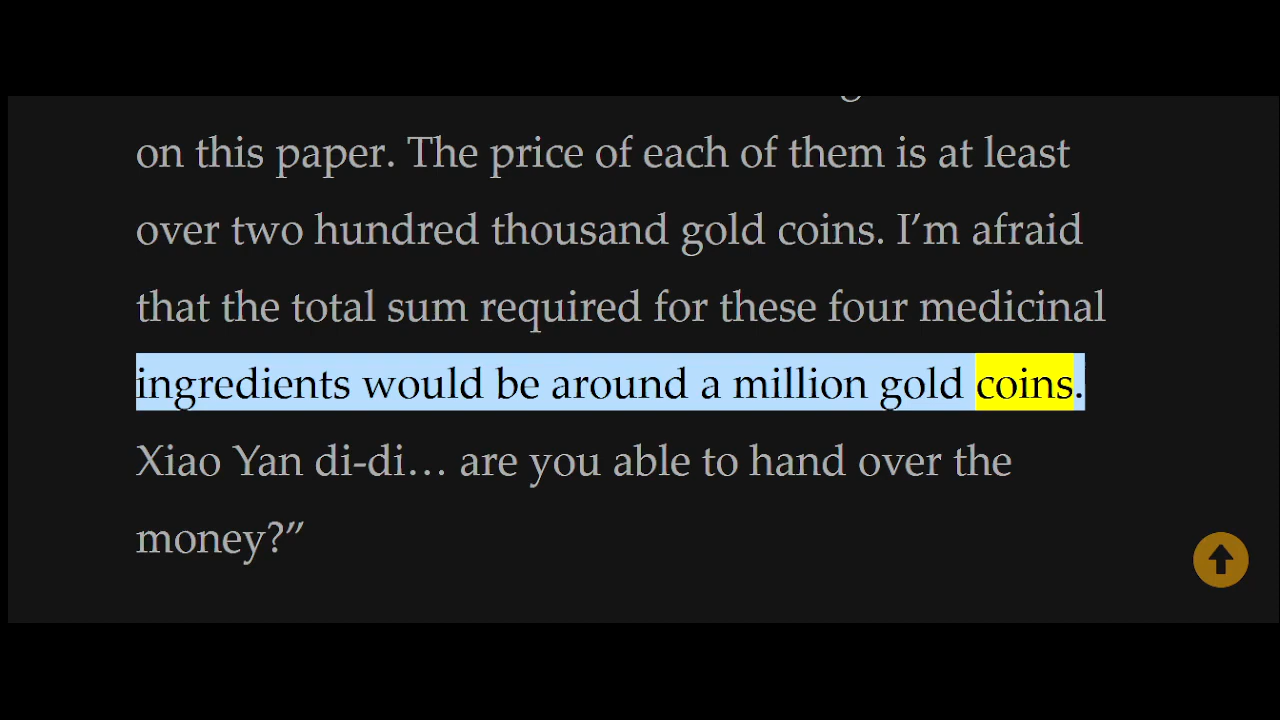 on this paper. The price of each of them is at least
over two hundred thousand gold coins. I’m afraid
that the total sum required for these four medicinal
ingredients would be around a million gold coins.
Xiao Yan di-di… are you able to hand over the
money?”